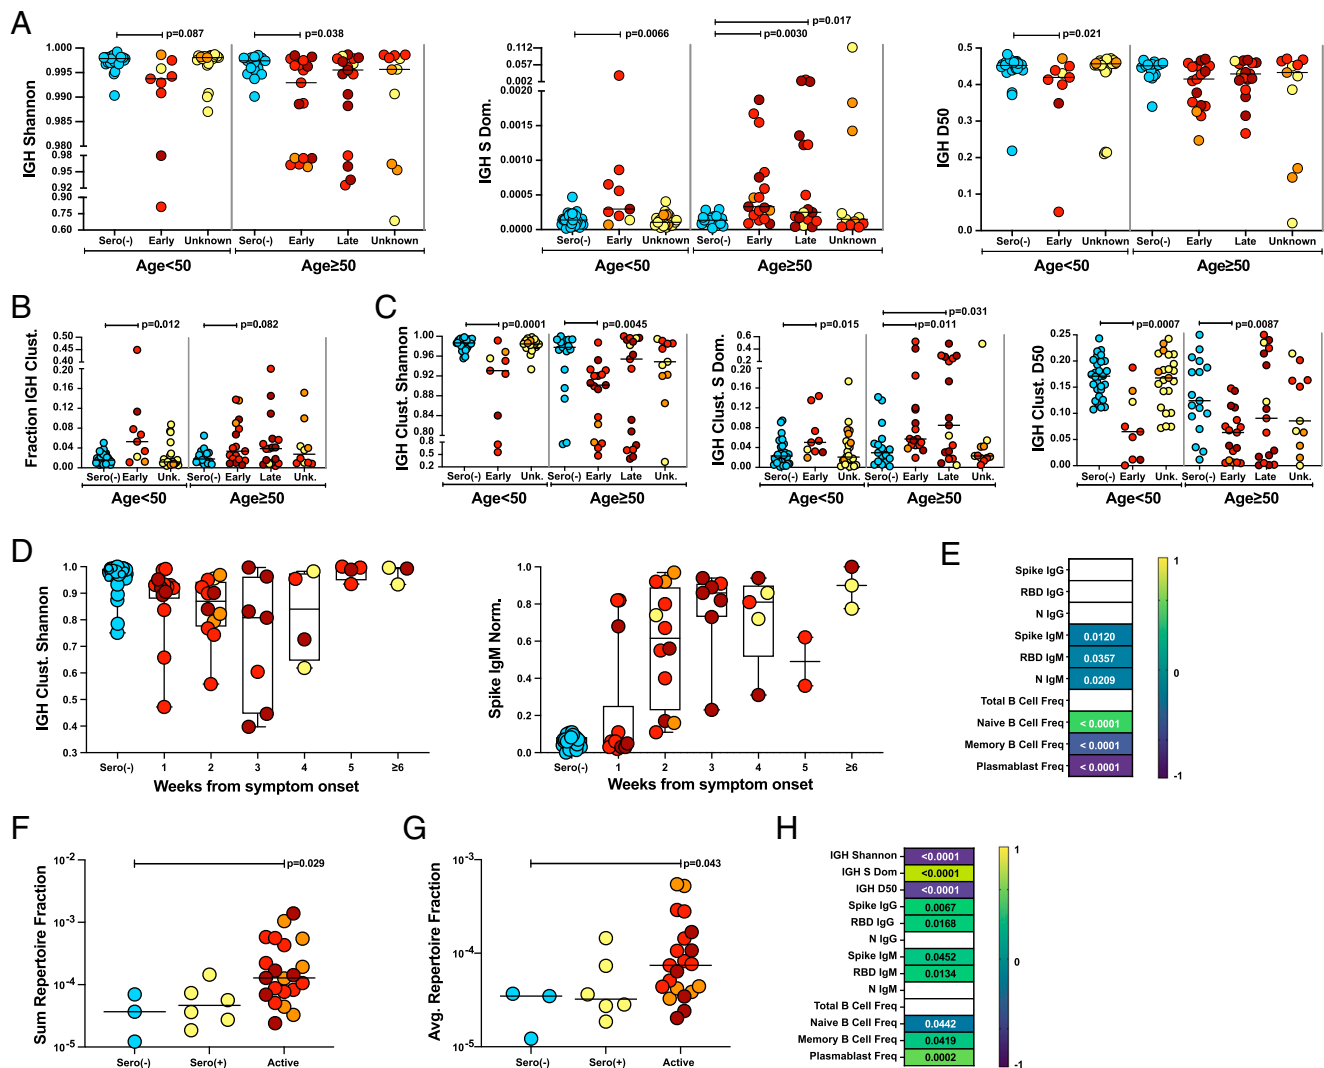 A
p=0.087
p=0.038
IGH Shannon
1.000
0.995
0.990
0.985
0.980
0.98
0.95
0.92
0.90
0.75
0.60
Sero(-) Early Unknown Sero(-) Early Late Unknown
Age<50 Age≥50
p=0.0066
p=0.017
p=0.0030
IGH S Dom.
0.112
0.057
0.002
0.0020
0.0015
0.0010
0.0005
0.0000
Sero(-) Early Unknown Sero(-) Early Late Unknown
Age<50 Age≥50
p=0.021
IGH D50
0.5
0.4
0.3
0.2
0.1
0.0
Sero(-) Early Unknown Sero(-) Early Late Unknown
Age<50 Age≥50
B
p=0.012
p=0.082
Fraction IGH Clust.
0.50
0.45
0.40
0.20
0.16
0.12
0.08
0.04
0.00
Sero(-) Early Unk. Sero(-) Early Late Unk.
Age<50 Age≥50
C
p=0.0001
p=0.0045
IGH Clust. Shannon
1.00
0.96
0.92
0.88
0.84
0.80
0.8
0.5
0.2
Sero(-) Early Unk. Sero(-) Early Late Unk.
Age<50 Age≥50
p=0.015
p=0.031
p=0.011
IGH Clust. S Dom.
0.6
0.4
0.2
0.20
0.16
0.12
0.08
0.04
0.00
Sero(-) Early Unk. Sero(-) Early Late Unk.
Age<50 Age≥50
p=0.0007
p=0.0087
IGH Clust. D50
0.25
0.20
0.15
0.10
0.05
0.00
Sero(-) Early Unk. Sero(-) Early Late Unk.
Age<50 Age≥50
D
IGH Clust. Shannon
1.0
0.9
0.8
0.7
0.6
0.5
0.4
0.3
Sero(-) 1 2 3 4 5 ≥6
Weeks from symptom onset
Spike IgM Norm.
1.0
0.8
0.6
0.4
0.2
0.0
Sero(-) 1 2 3 4 5 ≥6
Weeks from symptom onset
E
Spike IgG
RBD IgG
N IgG
Spike IgM 0.0120
RBD IgM 0.0357
N IgM 0.0209
Total B Cell Freq
Naive B Cell Freq < 0.0001
Memory B Cell Freq < 0.0001
Plasmablast Freq < 0.0001
1
0
-1
F
p=0.029
Sum Repertoire Fraction
10-2
10-3
10-4
10-5
Sero(-) Sero(+) Active
G
p=0.043
Avg. Repertoire Fraction
10-3
10-4
10-5
Sero(-) Sero(+) Active
H
IGH Shannon <0.0001
IGH S Dom <0.0001
IGH D50 <0.0001
Spike IgG 0.0067
RBD IgG 0.0168
N IgG
Spike IgM 0.0452
RBD IgM 0.0134
N IgM
Total B Cell Freq
Naive B Cell Freq 0.0442
Memory B Cell Freq 0.0419
Plasmablast Freq 0.0002
1
0
-1